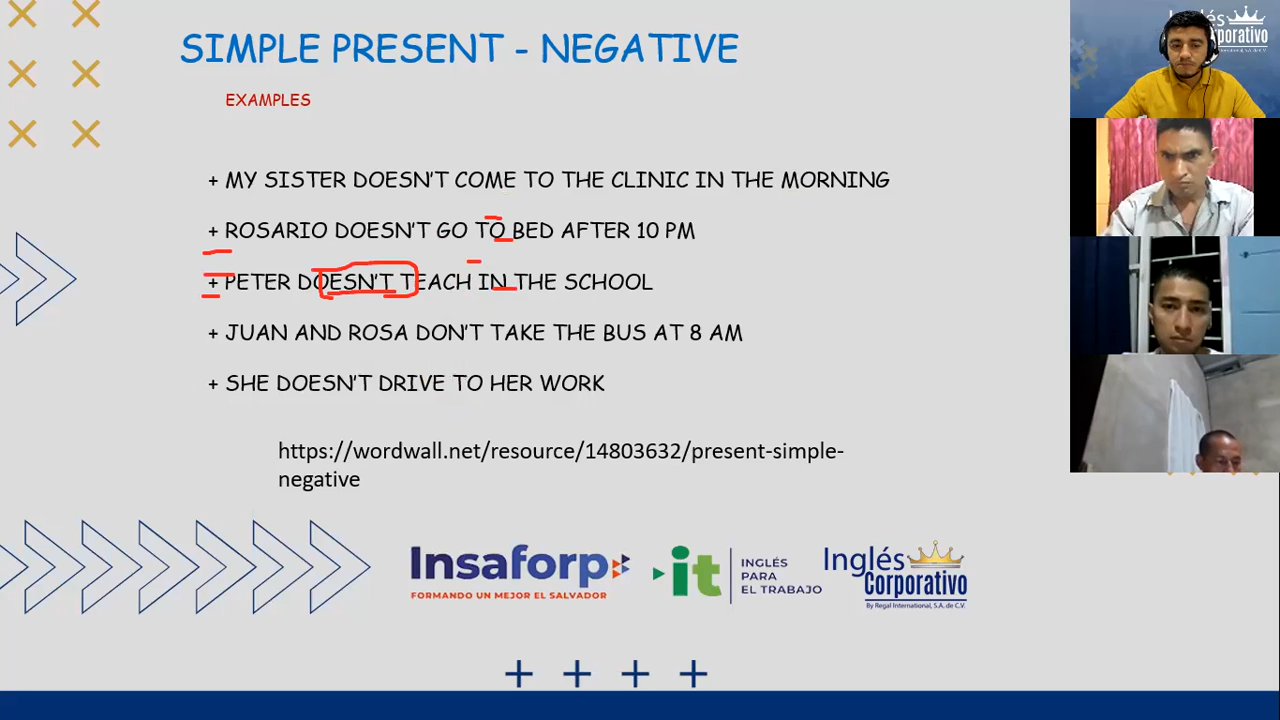 SIMPLE PRESENT - NEGATIVE
EXAMPLES
+ MY SISTER DOESN'T COME TO THE CLINIC IN THE MORNING
+ ROSARIO DOESN'T GO TO BED AFTER 10 PM
+ PETER DOESN'T TEACH IN THE SCHOOL
+ JUAN AND ROSA DON'T TAKE THE BUS AT 8 AM
+ SHE DOESN'T DRIVE TO HER WORK
https://wordwall.net/resource/14803632/present-simple-
negative
Insaforp
FORMANDO UN MEJOR EL SALVADOR
it
INGLÉS
PARA
EL TRABAJO
Inglés
Corporativo
By Regal International, S.A. de C.V.